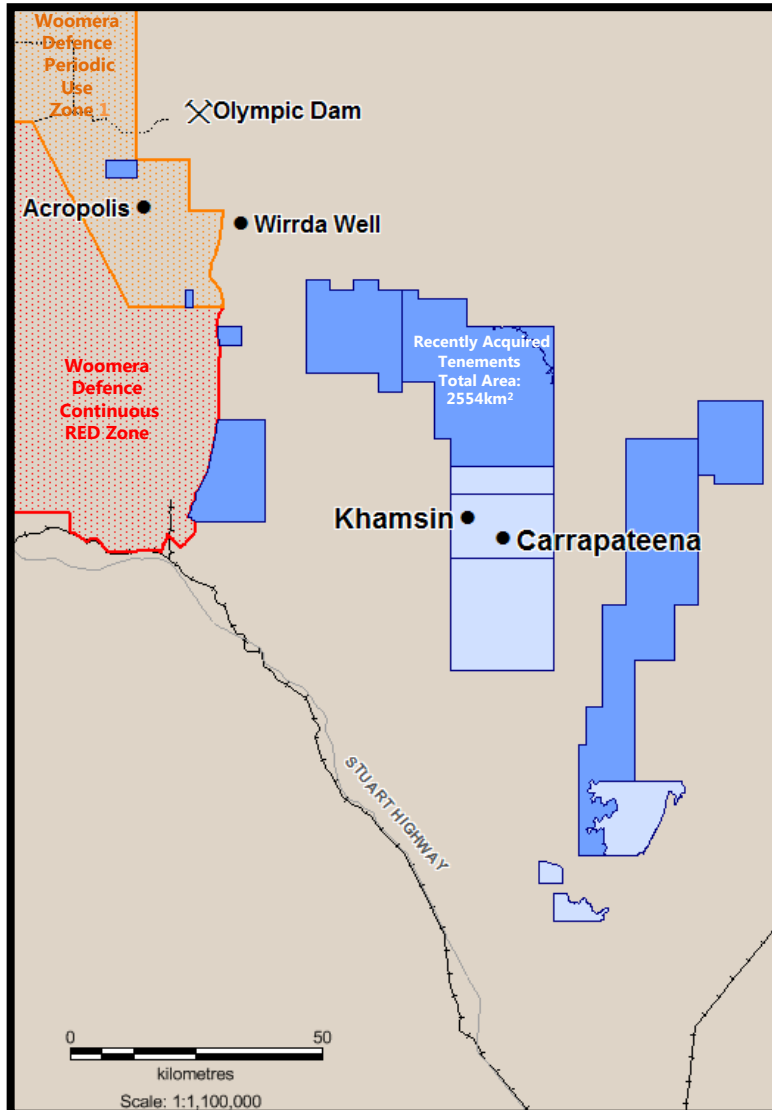 Woomera
Defence
Periodic
Use
Zone 1
Olympic Dam
Acropolis
Wirrda Well
Recently Acquired
Tenements
Total Area:
2554km²
Woomera
Defence
Continuous
RED Zone
Khamsin
Carrapateena
STUART HIGHWAY
0 50
kilometres
Scale: 1:1,100,000